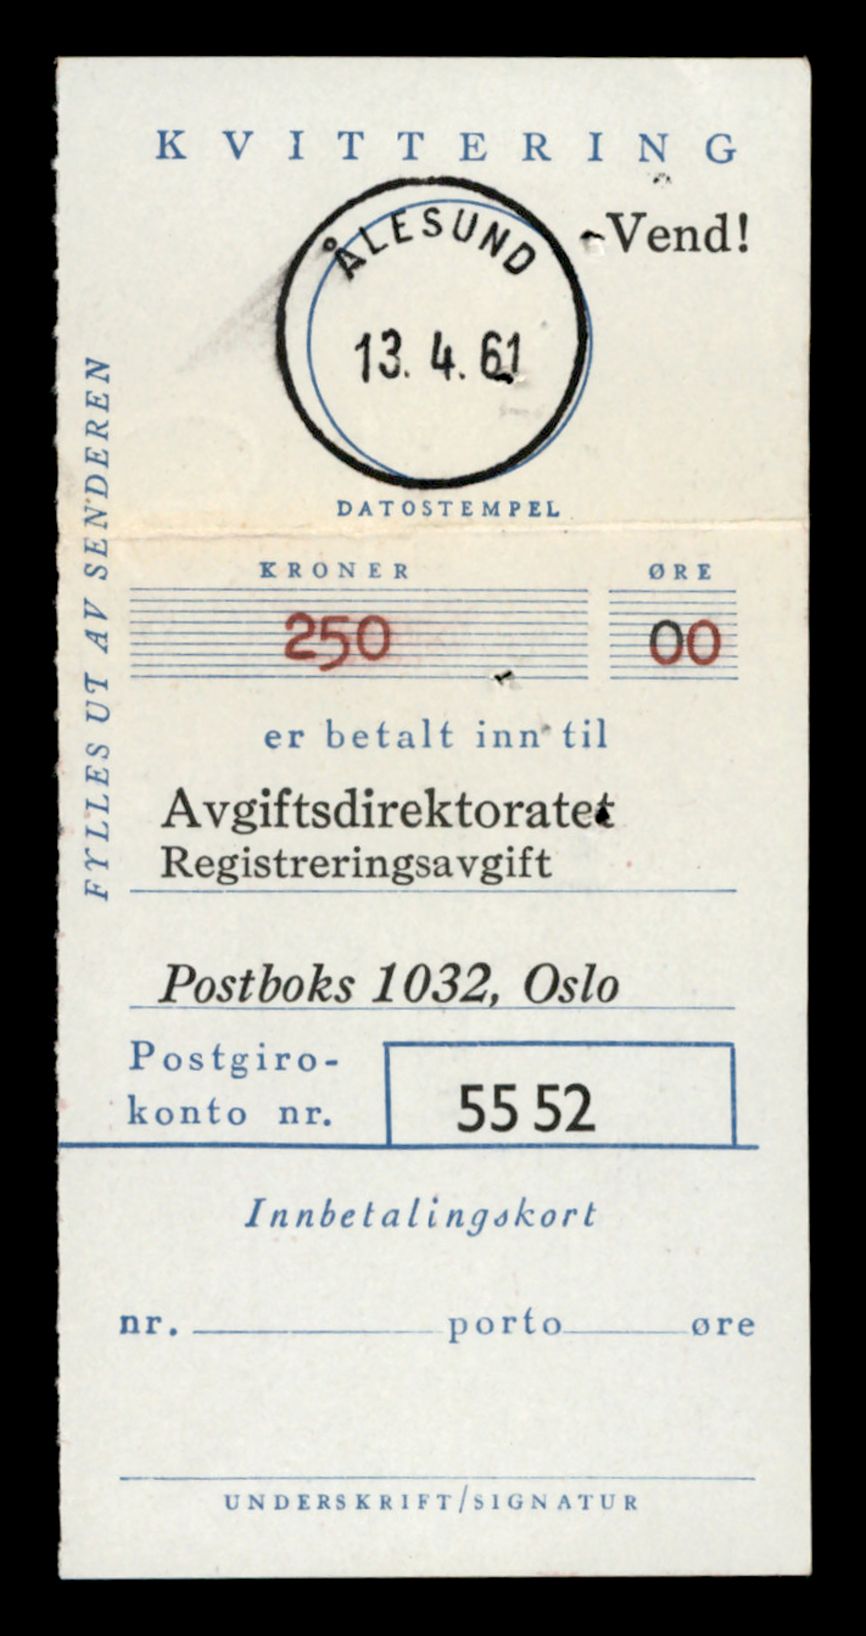 KVITTERING
Vend!
ÅLESUND
13. 4. 61
DATOSTEMPEL
FYLLES UT AV SENDEREN
KRONER ØRE
250 00
er betalt inn til
Avgiftsdirektoratet
Registreringsavgift
Postboks 1032, Oslo
Postgiro-
konto nr. 55 52
Innbetalingskort
nr. porto øre
UNDERSKRIFT/SIGNATUR